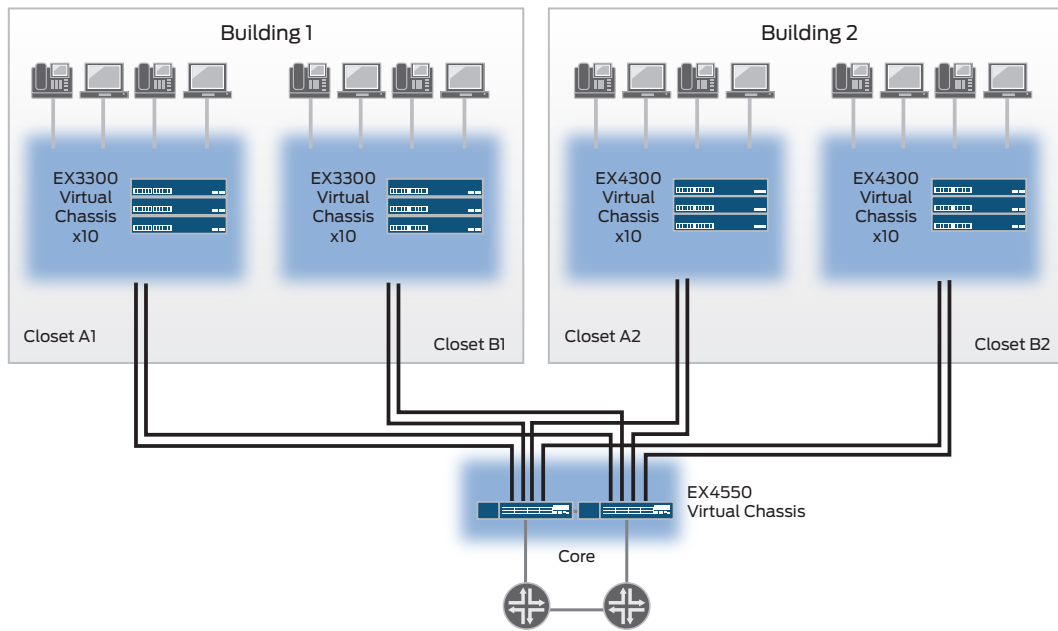 Building 1
Building 2
EX3300
Virtual
Chassis
x10
EX3300
Virtual
Chassis
x10
EX4300
Virtual
Chassis
x10
EX4300
Virtual
Chassis
x10
Closet A1
Closet B1
Closet A2
Closet B2
EX4550
Virtual Chassis
Core